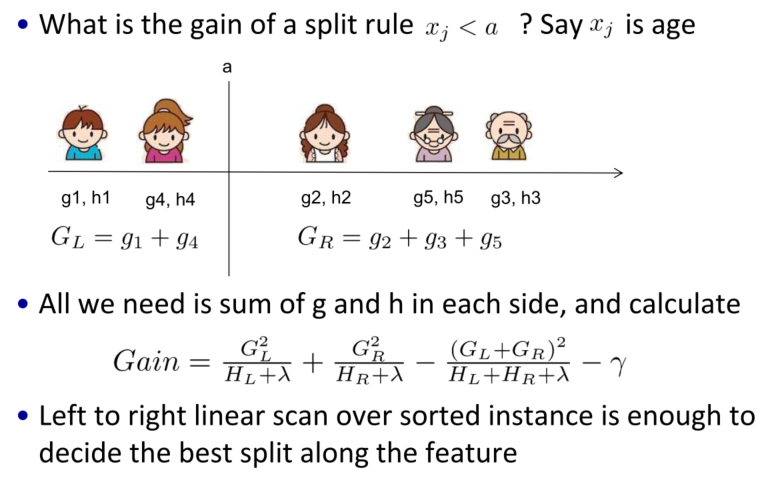 • What is the gain of a split rule $x_j < a$ ? Say $x_j$ is age
a
g1, h1 g4, h4 g2, h2 g5, h5 g3, h3
$G_L = g_1 + g_4$ $G_R = g_2 + g_3 + g_5$
• All we need is sum of g and h in each side, and calculate
$Gain = \frac{G_L^2}{H_L+\lambda} + \frac{G_R^2}{H_R+\lambda} - \frac{(G_L+G_R)^2}{H_L+H_R+\lambda} - \gamma$
• Left to right linear scan over sorted instance is enough to
decide the best split along the feature